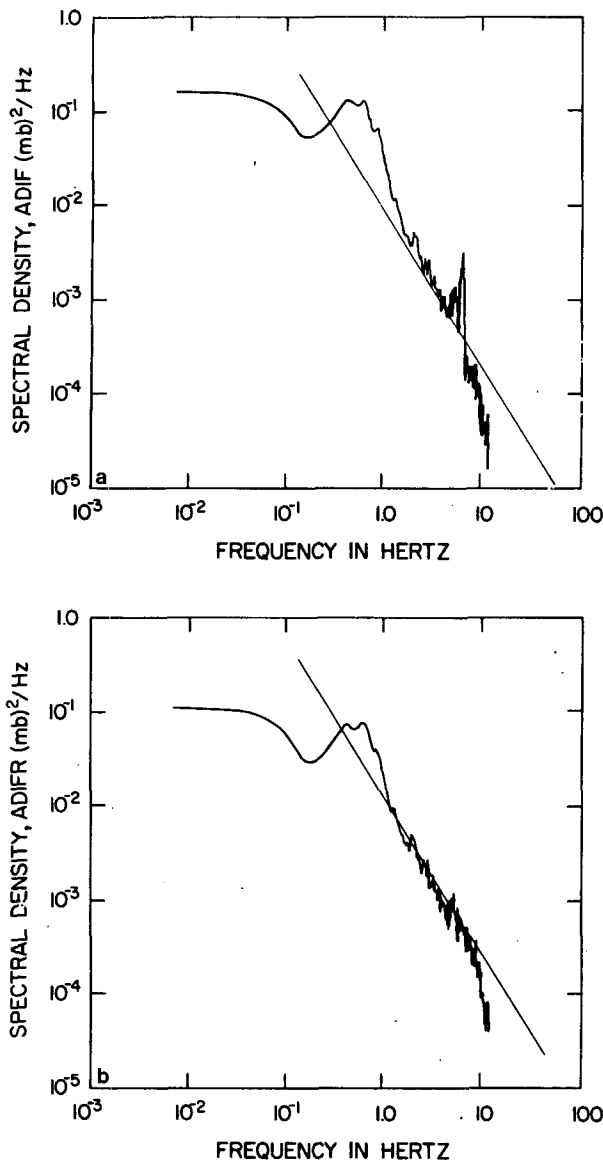 SPECTRAL DENSITY, ADIF (mb)²/Hz
1.0
10⁻¹
10⁻²
10⁻³
10⁻⁴
10⁻⁵
a
10⁻³ 10⁻² 10⁻¹ 1.0 10 100
FREQUENCY IN HERTZ
SPECTRAL DENSITY, ADIFR (mb)²/Hz
1.0
10⁻¹
10⁻²
10⁻³
10⁻⁴
10⁻⁵
b
10⁻³ 10⁻² 10⁻¹ 1.0 10 100
FREQUENCY IN HERTZ